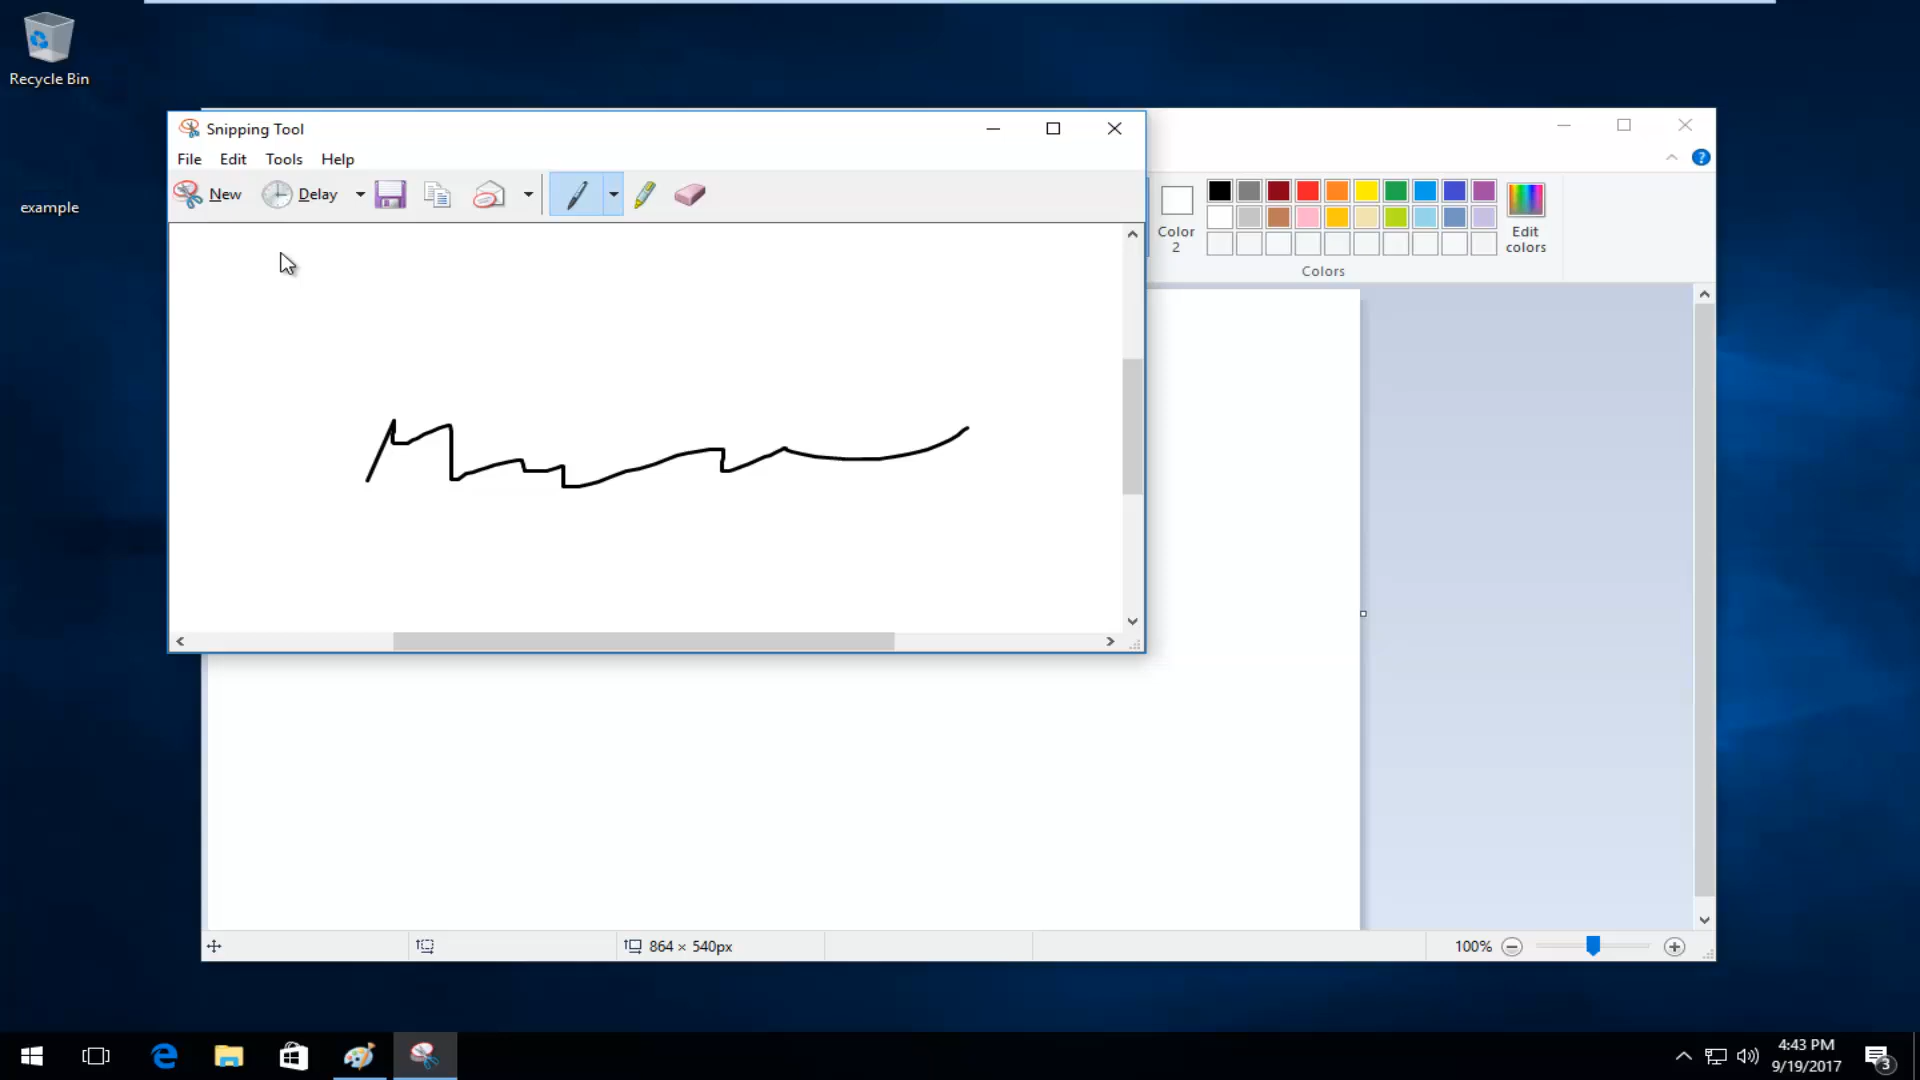 Recycle Bin
example
Snipping Tool
File Edit Tools Help
New Delay
Color 2
Edit colors
Colors
864 × 540px
100%
4:43 PM
9/19/2017
3